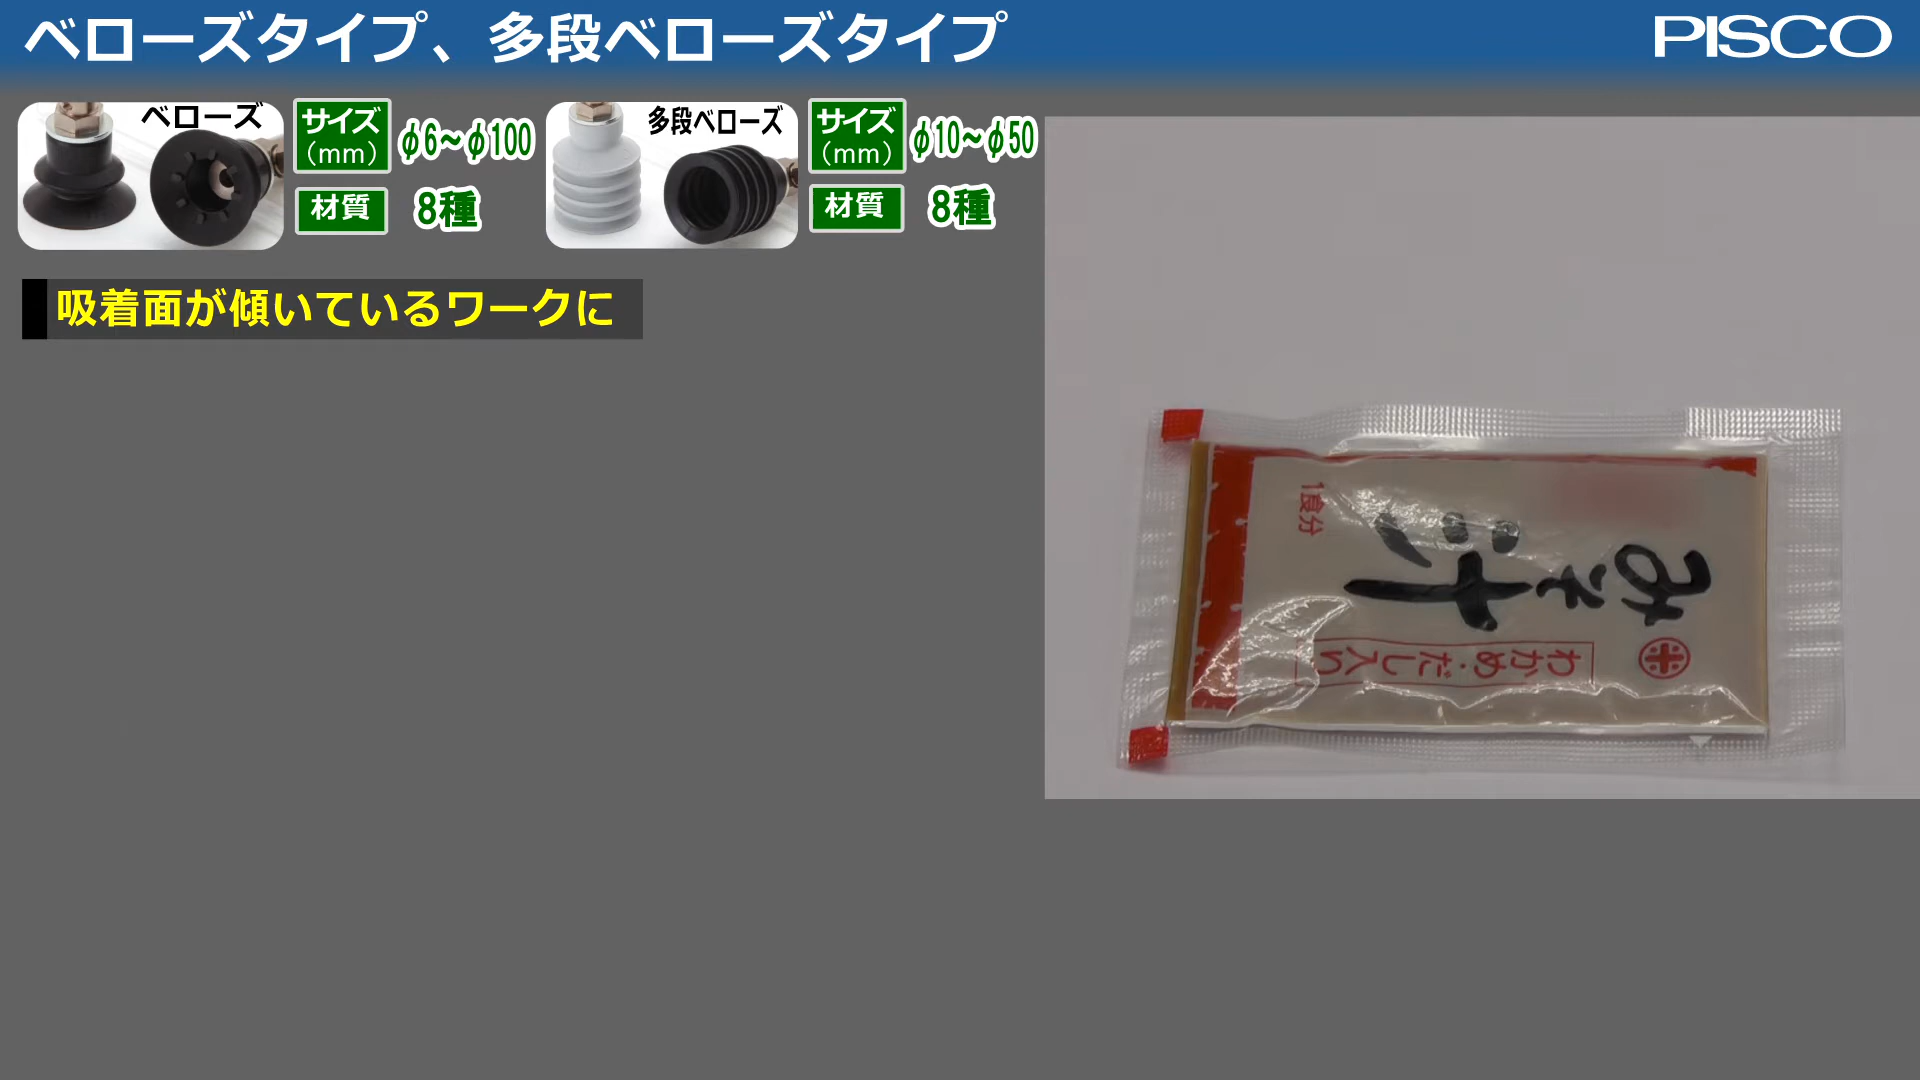 ベローズタイプ、多段ベローズタイプ
PISCO
ベローズ
サイズ
(mm)
φ6～φ100
材質
8種
多段ベローズ
サイズ
(mm)
φ10～φ50
材質
8種
吸着面が傾いているワークに
みそ汁
わかめ・だし入り
1食分